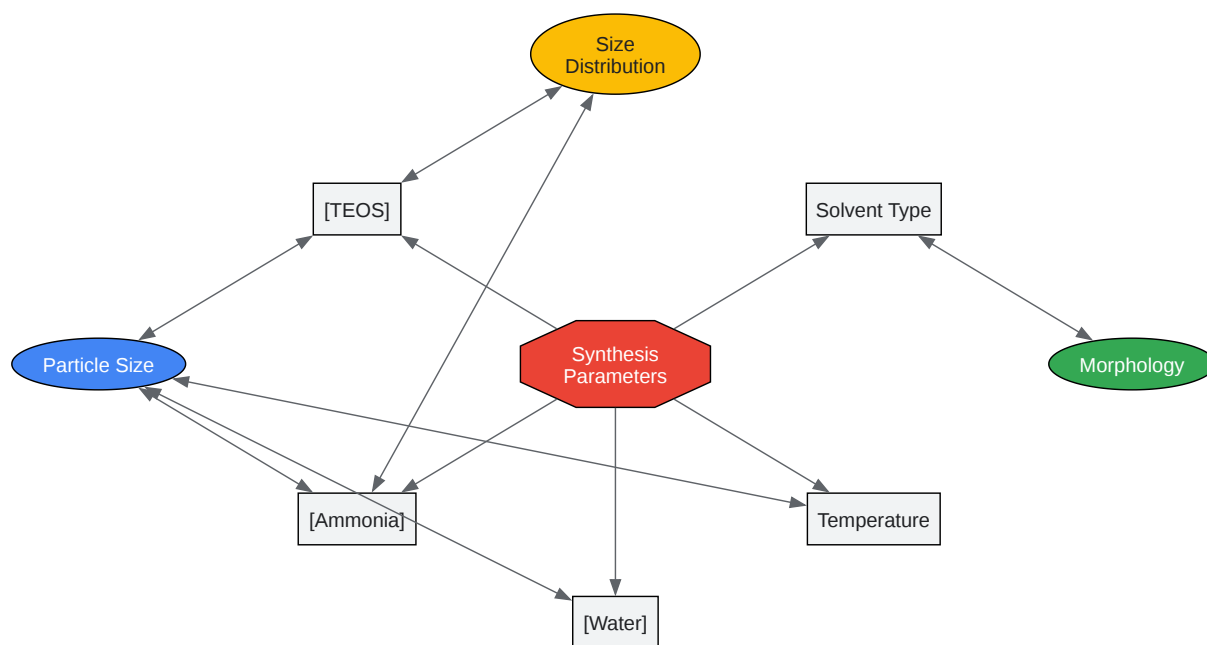 Size
Distribution
[TEOS]
Solvent Type
Particle Size
Synthesis
Parameters
Morphology
[Ammonia]
Temperature
[Water]